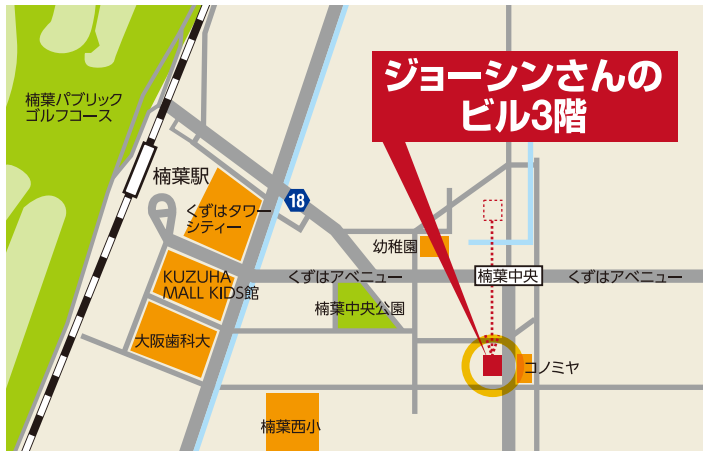 ジョーシンさんの
ビル3階
楠葉パブリック
ゴルフコース
楠葉駅
くずはタワー
シティー
18
幼稚園
KUZUHA
MALL KIDS館
くずはアベニュー
楠葉中央
くずはアベニュー
楠葉中央公園
大阪歯科大
コノミヤ
楠葉西小